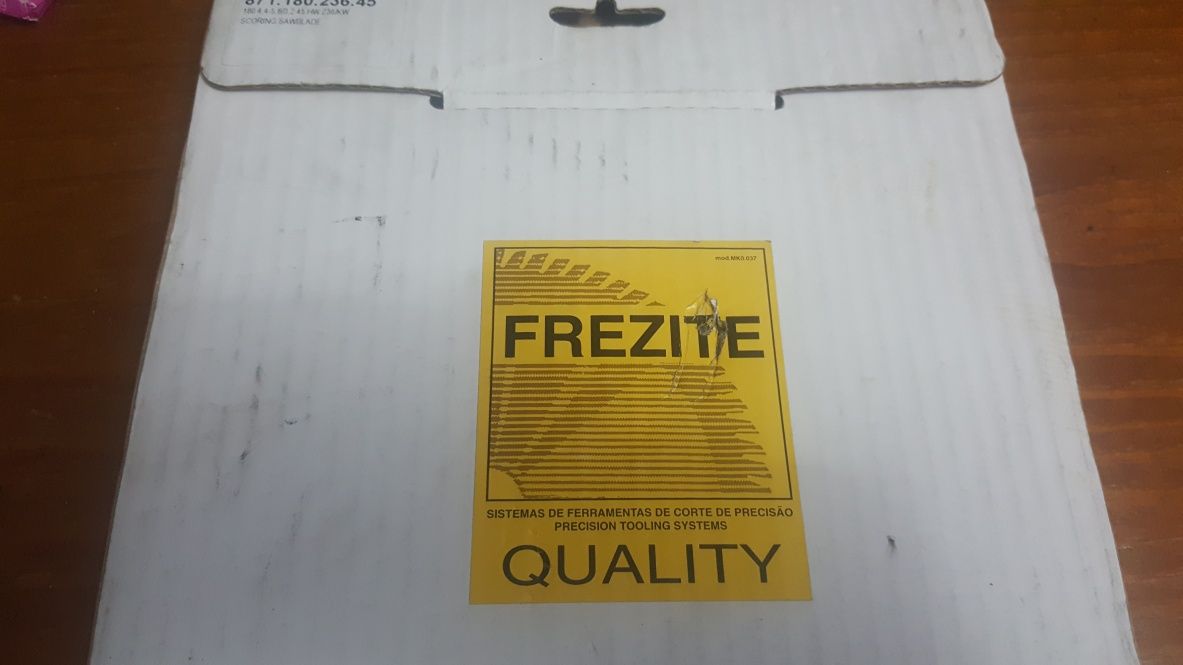 871.180.236.45
SCORING SAWBLADE
mod.MK0.037
FREZITE
SISTEMAS DE FERRAMENTAS DE CORTE DE PRECISÃO
PRECISION TOOLING SYSTEMS
QUALITY